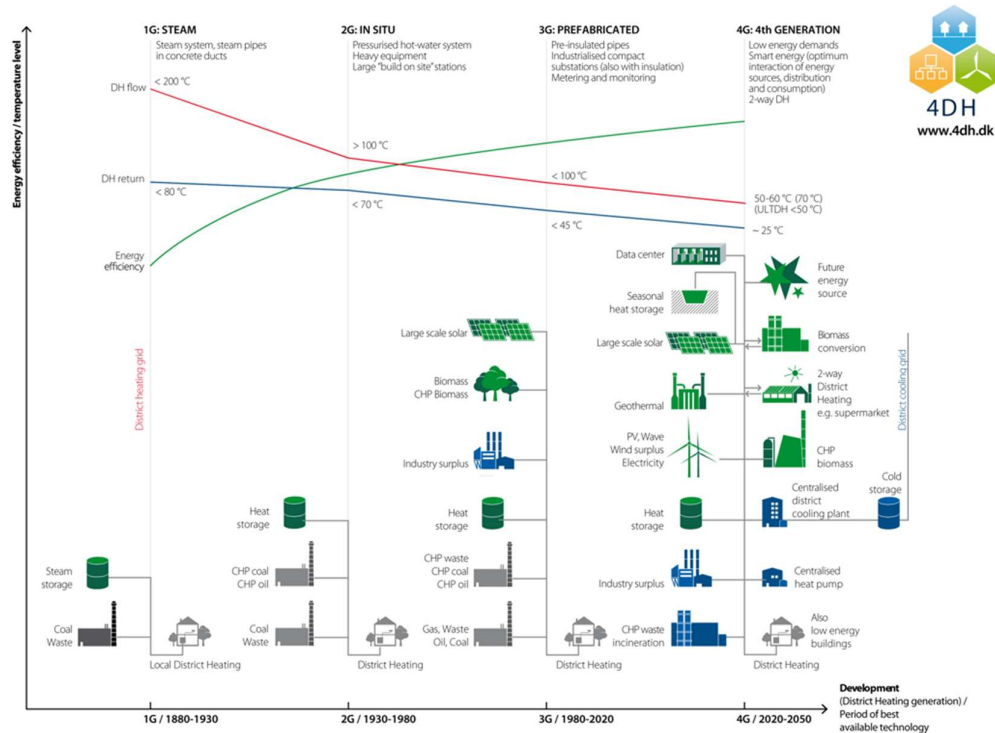 1G: STEAM
Steam system, steam pipes
in concrete ducts
2G: IN SITU
Pressurised hot-water system
Heavy equipment
Large "build on site" stations
3G: PREFABRICATED
Pre-insulated pipes
Industrialised compact
substations (also with insulation)
Metering and monitoring
4G: 4th GENERATION
Low energy demands
Smart energy (optimum
interaction of energy
sources, distribution
and consumption)
2-way DH
4DH
www.4dh.dk
Energy efficiency / temperature level
DH flow
< 200 °C
> 100 °C
< 100 °C
50-60 °C (70 °C)
(ULTDH <50 °C)
DH return
< 80 °C
< 70 °C
< 45 °C
~ 25 °C
Energy
efficiency
District heating grid
Steam
storage
Coal
Waste
Local District Heating
Heat
storage
CHP coal
CHP oil
Coal
Waste
District Heating
Large scale solar
Biomass
CHP Biomass
Industry surplus
Heat
storage
CHP waste
CHP coal
CHP oil
Gas, Waste
Oil, Coal
District Heating
Data center
Seasonal
heat storage
Large scale solar
Geothermal
PV, Wave
Wind surplus
Electricity
Heat
storage
Industry surplus
CHP waste
incineration
Future
energy
source
Biomass
conversion
2-way
District
Heating
e.g. supermarket
CHP
biomass
Centralised
district
cooling plant
Cold
storage
Centralised
heat pump
Also
low energy
buildings
District Heating
District cooling grid
1G / 1880-1930
2G / 1930-1980
3G / 1980-2020
4G / 2020-2050
Development
(District Heating generation) /
Period of best
available technology